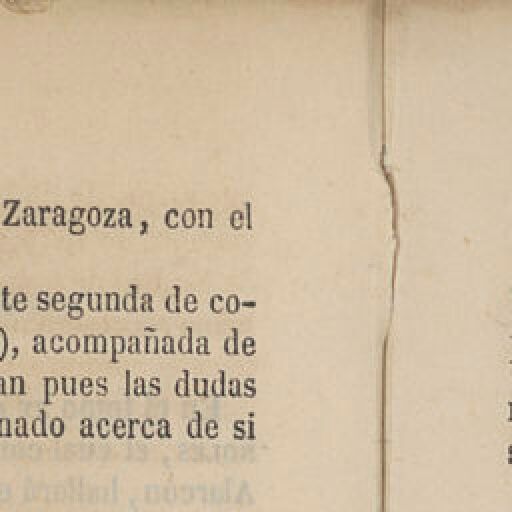 Zaragoza, con el
te segunda de co-
), acompañada de
an pues las dudas
nado acerca de si